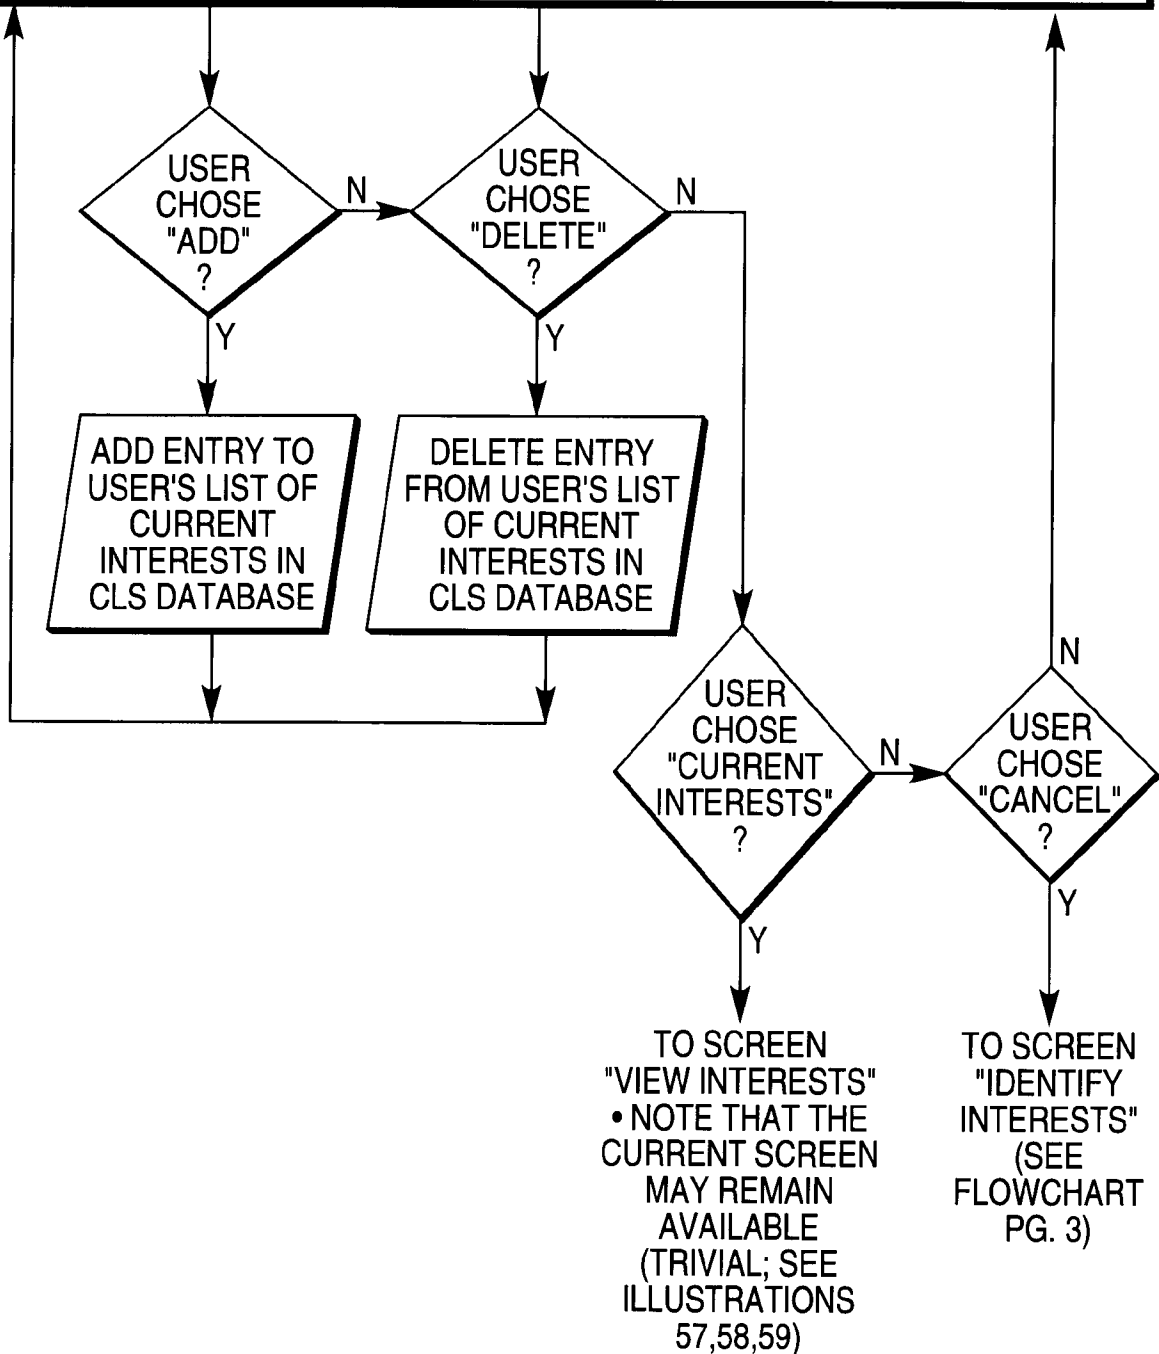 USER
CHOSE
"ADD"
?
N
Y
USER
CHOSE
"DELETE"
?
N
Y
ADD ENTRY TO
USER'S LIST OF
CURRENT
INTERESTS IN
CLS DATABASE
DELETE ENTRY
FROM USER'S LIST
OF CURRENT
INTERESTS IN
CLS DATABASE
USER
CHOSE
"CURRENT
INTERESTS"
?
N
Y
USER
CHOSE
"CANCEL"
?
N
Y
TO SCREEN
"VIEW INTERESTS"
• NOTE THAT THE
CURRENT SCREEN
MAY REMAIN
AVAILABLE
(TRIVIAL; SEE
ILLUSTRATIONS
57,58,59)
TO SCREEN
"IDENTIFY
INTERESTS"
(SEE
FLOWCHART
PG. 3)